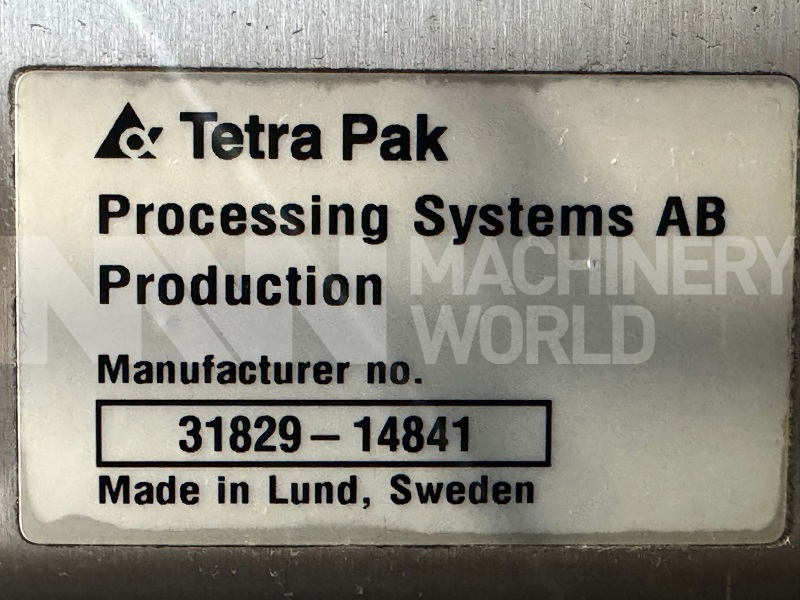 Tetra Pak
Processing Systems AB
Production
MACHINERY
WORLD
Manufacturer no.
31829 – 14841
Made in Lund, Sweden